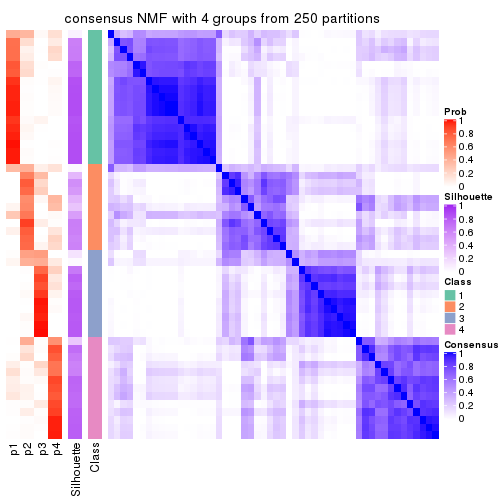 consensus NMF with 4 groups from 250 partitions
Prob
1
0.8
0.6
0.4
0.2
0
Silhouette
1
0.8
0.6
0.4
0.2
0
Class
1
2
3
4
Consensus
1
0.8
0.6
0.4
0.2
0
p1
p2
p3
p4
Silhouette
Class